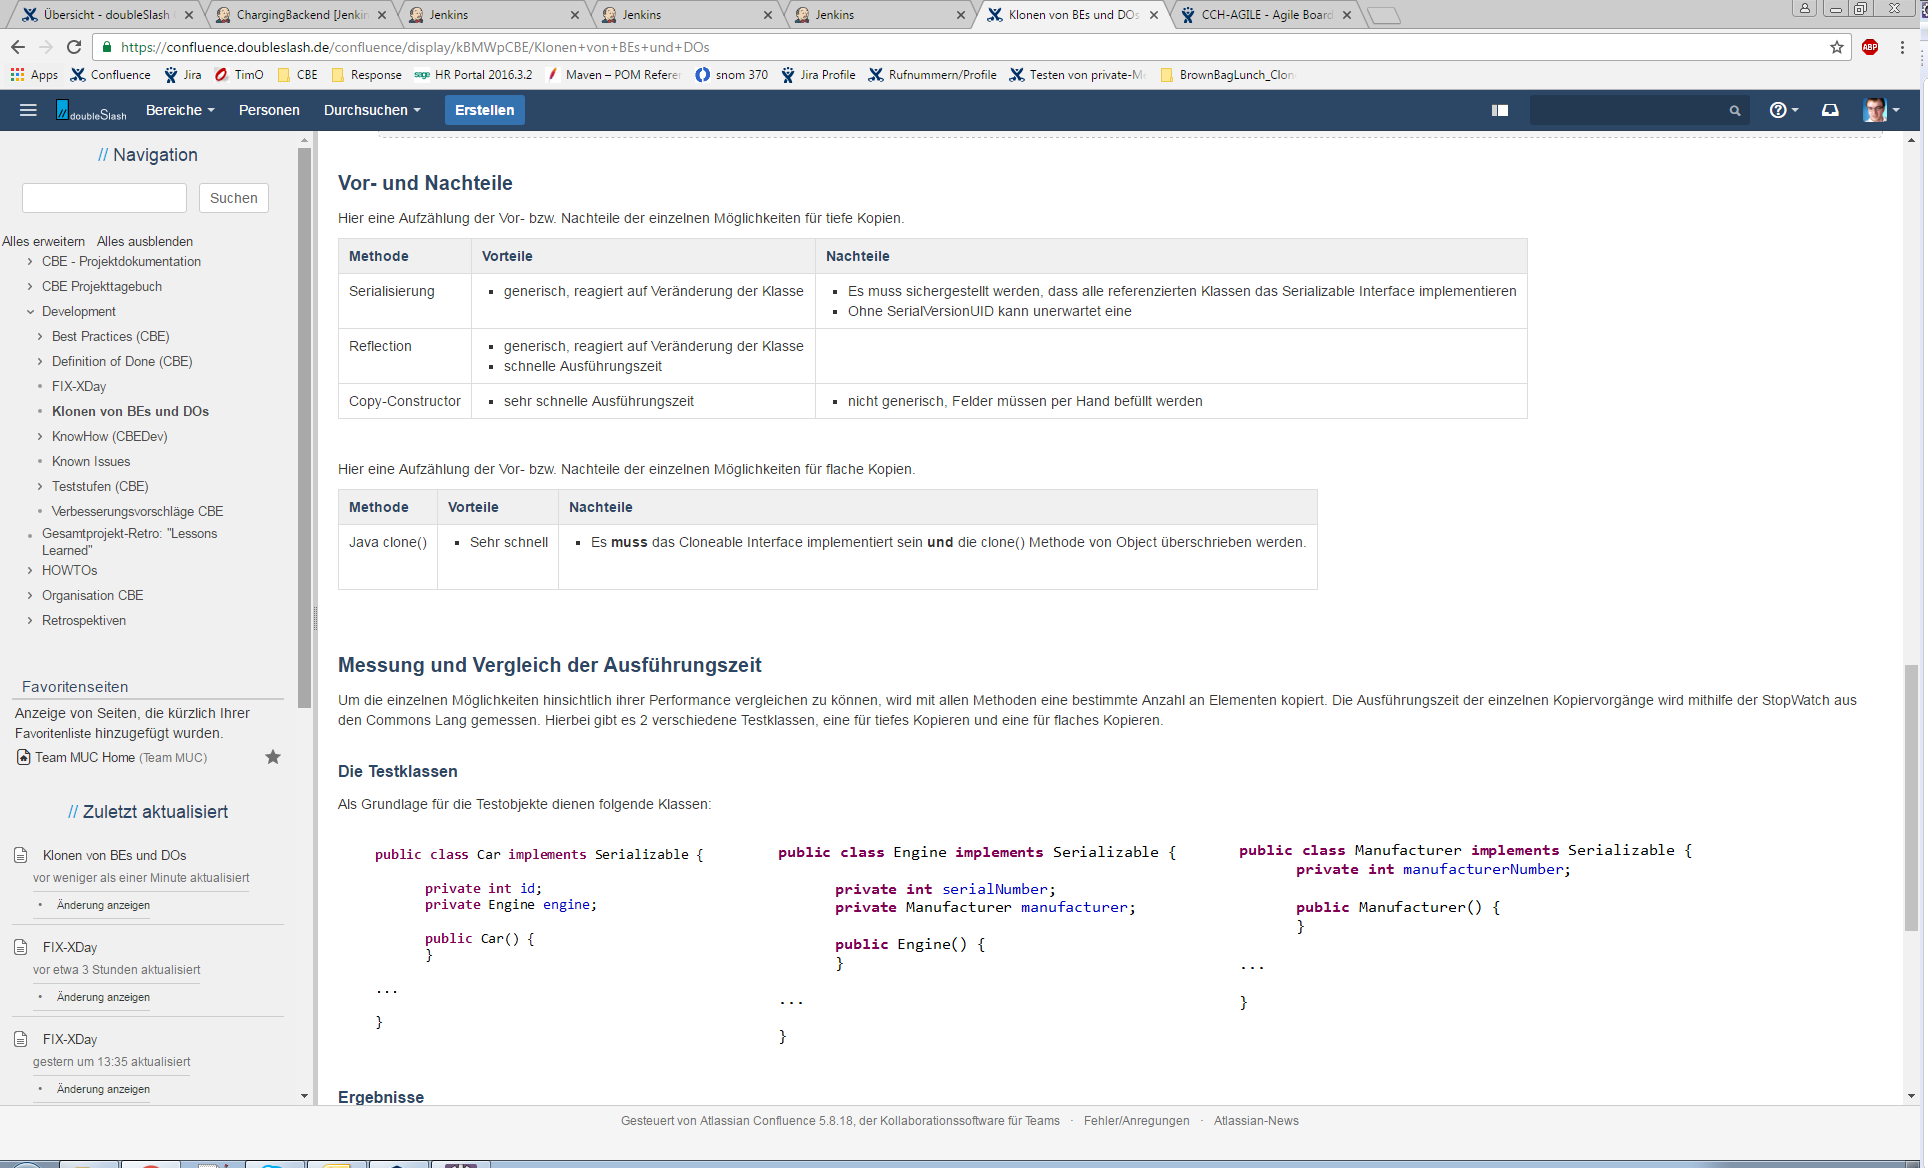 Übersicht - doubleSlash
ChargingBackend [Jenkin
Jenkins
Jenkins
Jenkins
Klonen von BEs und DOs
CCH-AGILE - Agile Board
https://confluence.doubleslash.de/confluence/display/kBMWpCBE/Klonen+von+BEs+und+DOs
ABP
Apps
Confluence
Jira
TimO
CBE
Response
sage HR Portal 2016.3.2
Maven – POM Referen
snom 370
Jira Profile
Rufnummern/Profile
Testen von private-Me
BrownBagLunch_Clon
doubleSlash
Bereiche
Personen
Durchsuchen
Erstellen
// Navigation
Suchen
Alles erweitern Alles ausblenden
CBE - Projektdokumentation
CBE Projekttagebuch
Development
Best Practices (CBE)
Definition of Done (CBE)
FIX-XDay
Klonen von BEs und DOs
KnowHow (CBEDev)
Known Issues
Teststufen (CBE)
Verbesserungsvorschläge CBE
Gesamtprojekt-Retro: "Lessons
Learned"
HOWTOs
Organisation CBE
Retrospektiven
Favoritenseiten
Anzeige von Seiten, die kürzlich Ihrer
Favoritenliste hinzugefügt wurden.
Team MUC Home (Team MUC)
// Zuletzt aktualisiert
Klonen von BEs und DOs
vor weniger als einer Minute aktualisiert
• Änderung anzeigen
FIX-XDay
vor etwa 3 Stunden aktualisiert
• Änderung anzeigen
FIX-XDay
gestern um 13:35 aktualisiert
• Änderung anzeigen
Vor- und Nachteile
Hier eine Aufzählung der Vor- bzw. Nachteile der einzelnen Möglichkeiten für tiefe Kopien.
Methode Vorteile Nachteile
Serialisierung
▪ generisch, reagiert auf Veränderung der Klasse
▪ Es muss sichergestellt werden, dass alle referenzierten Klassen das Serializable Interface implementieren
▪ Ohne SerialVersionUID kann unerwartet eine
Reflection
▪ generisch, reagiert auf Veränderung der Klasse
▪ schnelle Ausführungszeit
Copy-Constructor
▪ sehr schnelle Ausführungszeit
▪ nicht generisch, Felder müssen per Hand befüllt werden
Hier eine Aufzählung der Vor- bzw. Nachteile der einzelnen Möglichkeiten für flache Kopien.
Methode Vorteile Nachteile
Java clone()
▪ Sehr schnell
▪ Es muss das Cloneable Interface implementiert sein und die clone() Methode von Object überschrieben werden.
Messung und Vergleich der Ausführungszeit
Um die einzelnen Möglichkeiten hinsichtlich ihrer Performance vergleichen zu können, wird mit allen Methoden eine bestimmte Anzahl an Elementen kopiert. Die Ausführungszeit der einzelnen Kopiervorgänge wird mithilfe der StopWatch aus
den Commons Lang gemessen. Hierbei gibt es 2 verschiedene Testklassen, eine für tiefes Kopieren und eine für flaches Kopieren.
Die Testklassen
Als Grundlage für die Testobjekte dienen folgende Klassen:
public class Car implements Serializable {
private int id;
private Engine engine;
public Car() {
}
...
}
public class Engine implements Serializable {
private int serialNumber;
private Manufacturer manufacturer;
public Engine() {
}
...
}
public class Manufacturer implements Serializable {
private int manufacturerNumber;
public Manufacturer() {
}
...
}
Ergebnisse
Gesteuert von Atlassian Confluence 5.8.18, der Kollaborationssoftware für Teams · Fehler/Anregungen · Atlassian-News